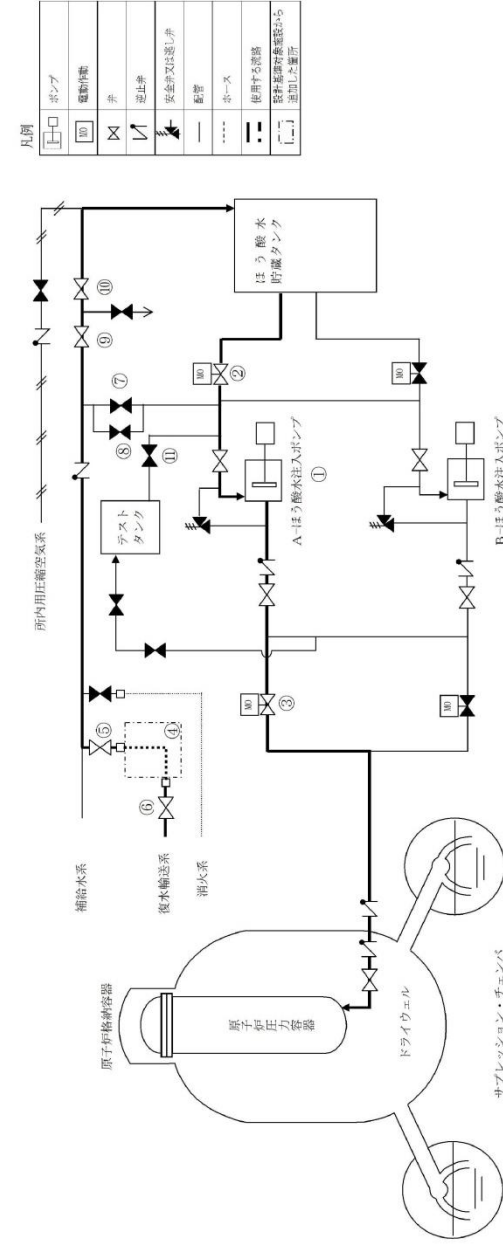 凡例
ポンプ
MO
電動作動
弁
逆止弁
安全弁又は逃し弁
配管
ホース
使用する流路
設計基準対象施設から
追加した箇所
所内用圧縮空気系
補給水系
復水輸送系
消火系
⑤
④
⑥
⑧
⑦
⑨
⑩
⑪
テスト
タンク
ほう酸水
貯蔵タンク
MO
②
MO
①
A-ほう酸水注入ポンプ
B-ほう酸水注入ポンプ
MO
③
MO
原子炉格納容器
原子炉圧力容器
ドライウェル
サプレッション・チェンバ